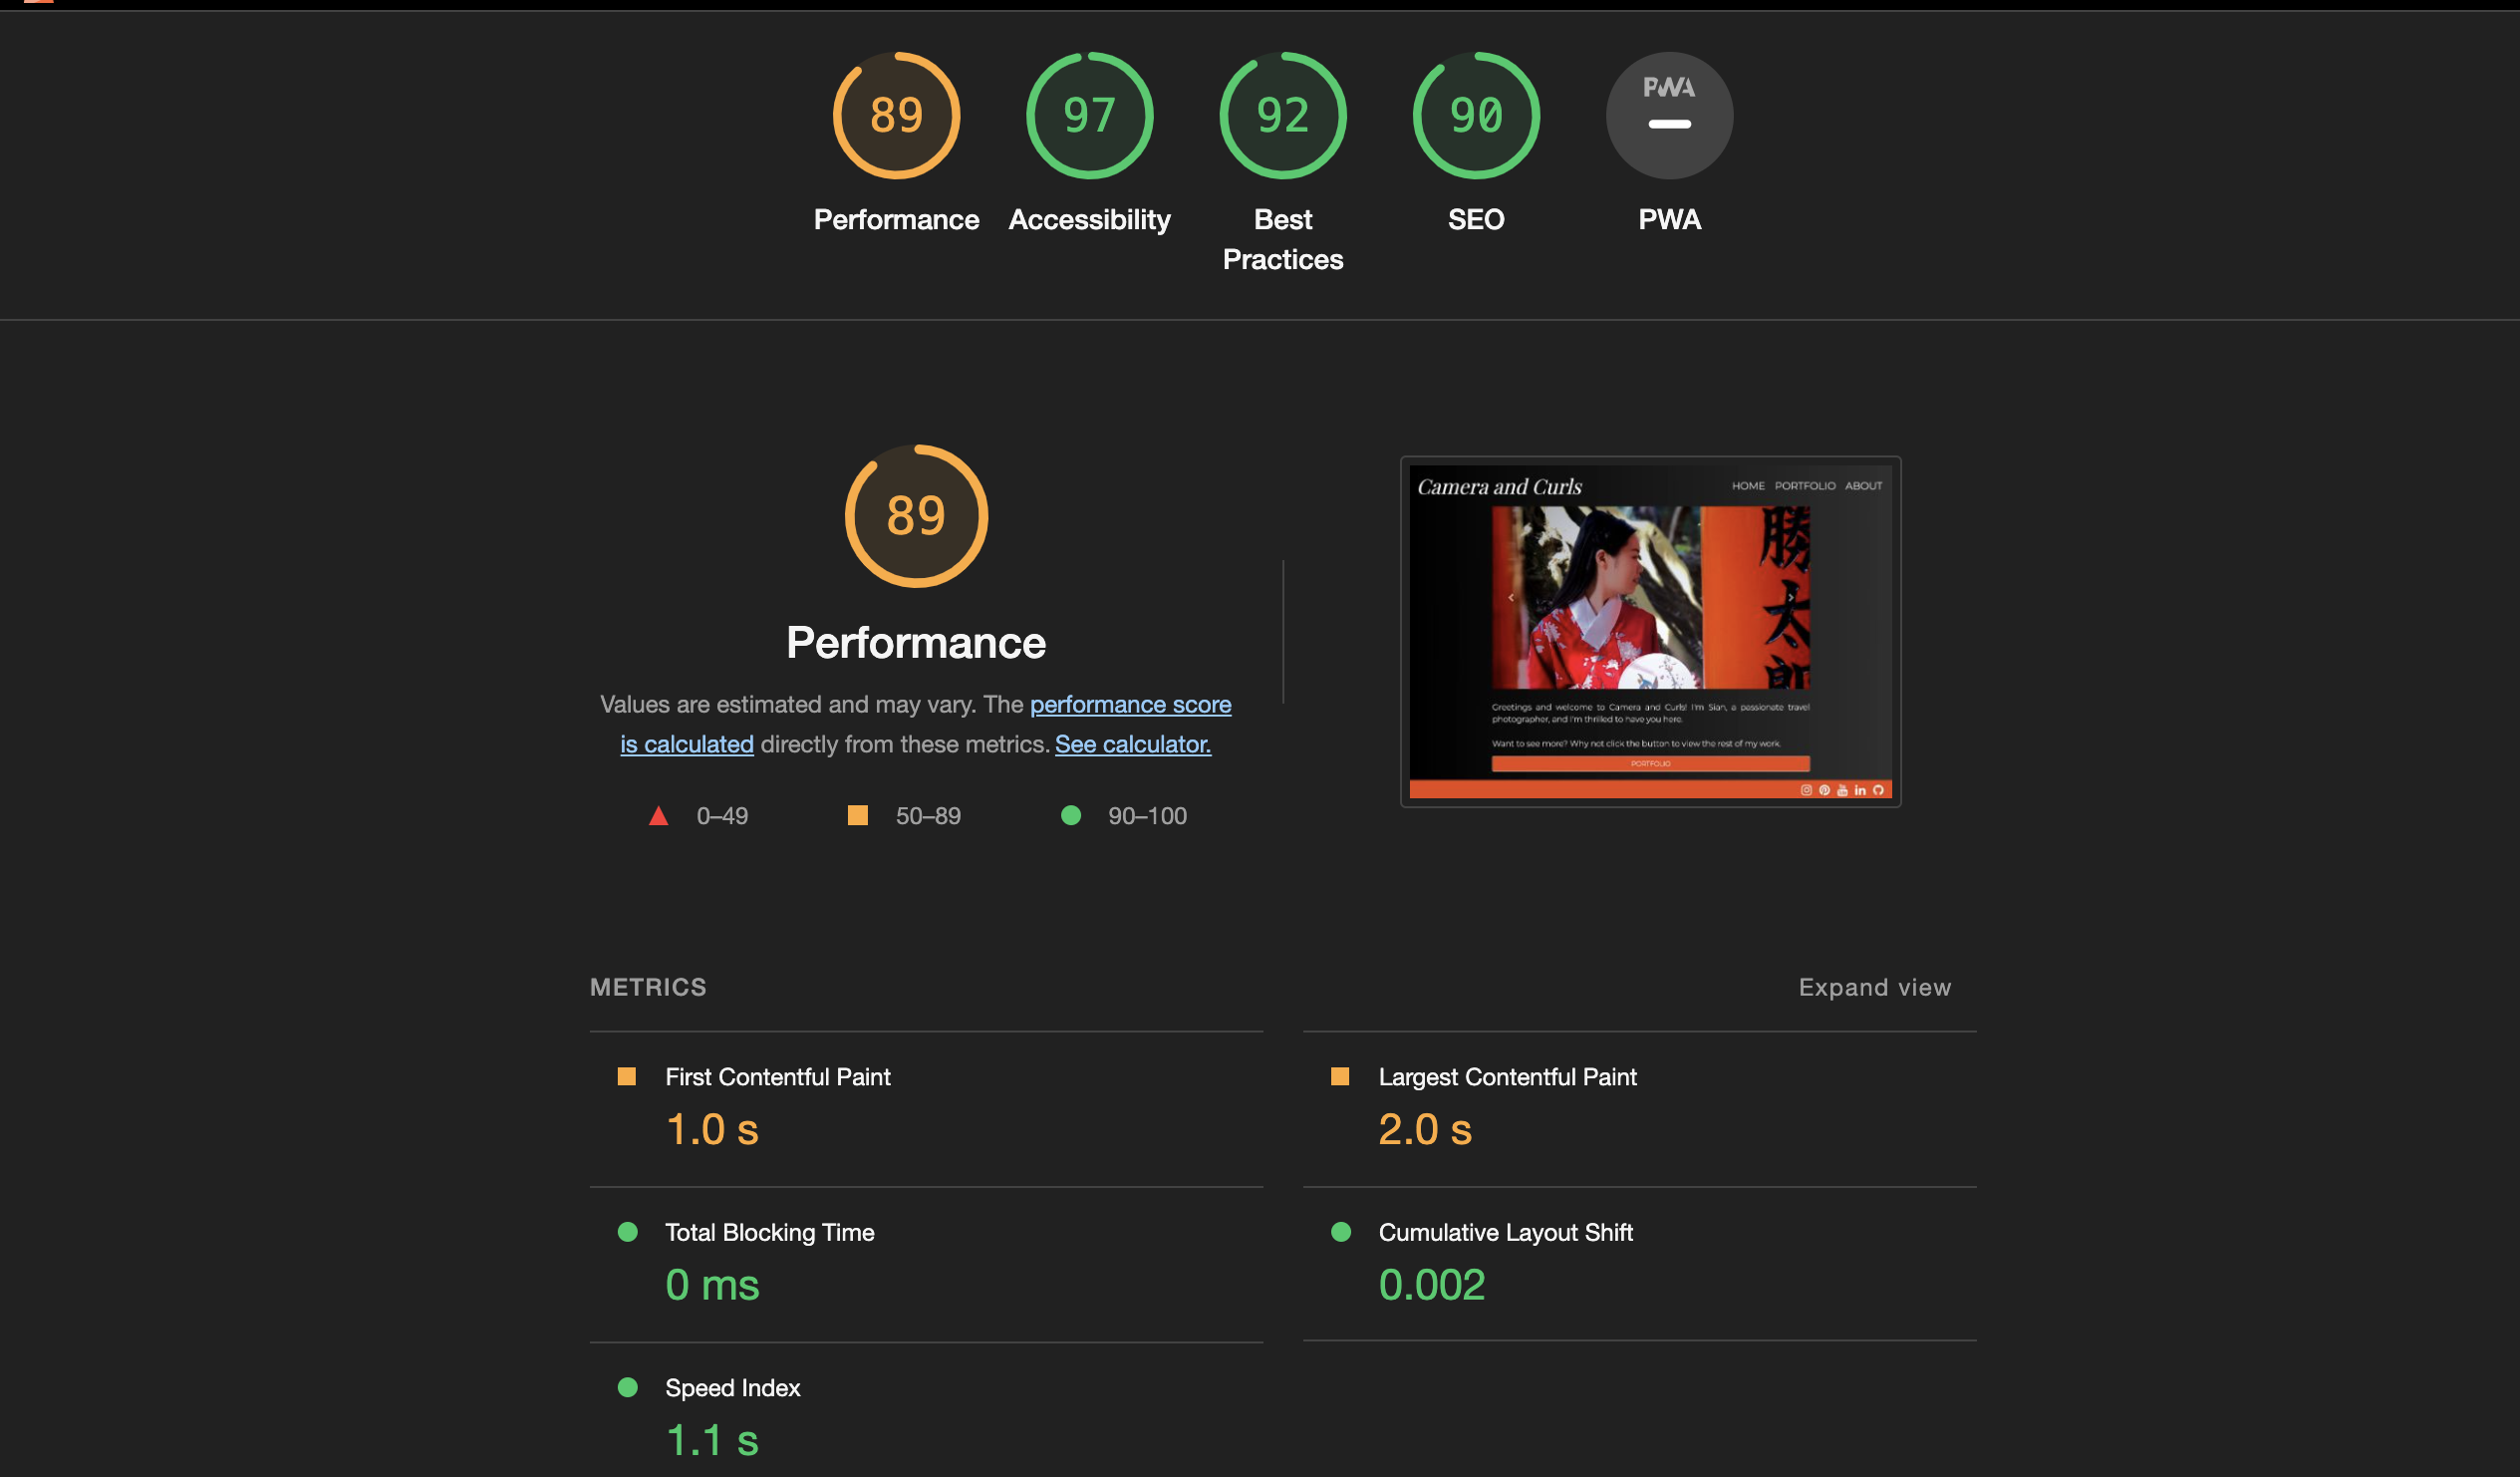 89
97
92
90
PWA
Performance
Accessibility
Best
Practices
SEO
PWA
89
Performance
Values are estimated and may vary. The performance score
is calculated directly from these metrics. See calculator.
0–49
50–89
90–100
Camera and Curls
HOME PORTFOLIO ABOUT
勝
太
郎
Greetings and welcome to Camera and Curls! I'm Sian, a passionate travel
photographer, and I'm thrilled to have you here.
Want to see more? Why not click the button to view the rest of my work.
PORTFOLIO
METRICS
Expand view
First Contentful Paint
1.0 s
Largest Contentful Paint
2.0 s
Total Blocking Time
0 ms
Cumulative Layout Shift
0.002
Speed Index
1.1 s